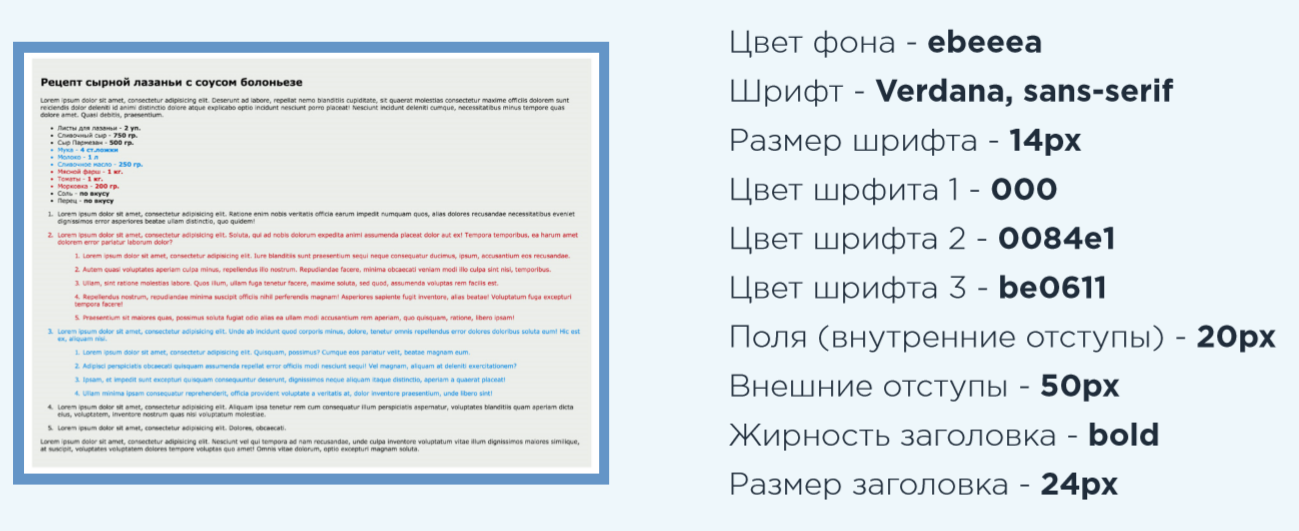 Рецепт сырной лазаньи с соусом болоньезе
Lorem ipsum dolor sit amet, consectetur adipisicing elit. Deserunt ad labore, repellat nemo blanditiis cupiditate, sit quaerat molestias consectetur maxime officiis dolorem sunt
reiciendis dolor deleniti id animi distinctio dolore atque explicabo optio incidunt nesciunt porro placeat! Nesciunt incidunt deleniti cumque, necessitatibus minus tempore quas
dolore amet. Quasi debitis, praesentium.
• Листы для лазаньи - 2 уп.
• Сливочный сыр - 750 гр.
• Сыр Пармезан - 500 гр.
• Мука - 4 ст.ложки
• Молоко - 1 л
• Сливочное масло - 250 гр.
• Мясной фарш - 1 кг.
• Томаты - 1 кг.
• Морковка - 200 гр.
• Соль - по вкусу
• Перец - по вкусу
1. Lorem ipsum dolor sit amet, consectetur adipisicing elit. Ratione enim nobis veritatis officia earum impedit numquam quos, alias dolores recusandae necessitatibus eveniet
dignissimos error asperiores beatae ullam distinctio, quo quidem!
2. Lorem ipsum dolor sit amet, consectetur adipisicing elit. Soluta, qui ad nobis dolorum expedita animi assumenda placeat dolor aut ex! Tempora temporibus, ea harum amet
dolorem error pariatur laborum dolor?
1. Lorem ipsum dolor sit amet, consectetur adipisicing elit. Iure blanditiis sunt praesentium sequi neque consequatur ducimus, ipsum, accusantium eos recusandae.
2. Autem quasi voluptates aperiam culpa minus, repellendus illo nostrum. Repudiandae facere, minima obcaecati veniam modi illo culpa sint nisi, temporibus.
3. Ullam, sint ratione molestias labore. Quos illum, ullam fuga tenetur facere, maxime soluta, sed quod, assumenda voluptas rem facilis est.
4. Repellendus nostrum, repudiandae minima suscipit officiis nihil perferendis magnam! Asperiores sapiente fugit inventore, alias beatae! Voluptatum fuga excepturi
tempora facere!
5. Praesentium sit maiores quas, possimus soluta fugiat odio alias ea ullam modi accusantium rem aperiam, quo quisquam, ratione, libero ipsam!
3. Lorem ipsum dolor sit amet, consectetur adipisicing elit. Unde ab incidunt quod corporis minus, dolore, tenetur omnis repellendus error dolores doloribus soluta eum! Hic est
ex, aliquam nisi.
1. Lorem ipsum dolor sit amet, consectetur adipisicing elit. Quisquam, possimus? Cumque eos pariatur velit, beatae magnam eum.
2. Adipisci perspiciatis obcaecati quisquam assumenda repellat error officiis modi nesciunt sequi! Vel magnam, aliquam at deleniti exercitationem?
3. Ipsam, et impedit sunt excepturi quisquam consequuntur deserunt, dignissimos neque aliquam itaque distinctio, aperiam a quaerat placeat!
4. Ullam minima ipsam consequatur reprehenderit, officia provident voluptate a veritatis at, dolor inventore praesentium, unde libero sint!
4. Lorem ipsum dolor sit amet, consectetur adipisicing elit. Aliquam ipsa tenetur rem cum consequatur illum perspiciatis aspernatur, voluptates blanditiis quam aperiam dicta
eius, voluptatem, inventore nostrum quas nisi voluptatum molestiae.
5. Lorem ipsum dolor sit amet, consectetur adipisicing elit. Dolores, obcaecati.
Lorem ipsum dolor sit amet, consectetur adipisicing elit. Nesciunt vel qui tempora ad nam recusandae, unde culpa inventore voluptatum vitae illum dignissimos maiores similique,
at suscipit, voluptates voluptatem dolores tempore voluptas quo amet! Omnis vitae dolorum, optio excepturi magnam soluta.
Цвет фона - ebeeea
Шрифт - Verdana, sans-serif
Размер шрифта - 14px
Цвет шрфита 1 - 000
Цвет шрифта 2 - 0084e1
Цвет шрифта 3 - be0611
Поля (внутренние отступы) - 20px
Внешние отступы - 50px
Жирность заголовка - bold
Размер заголовка - 24px